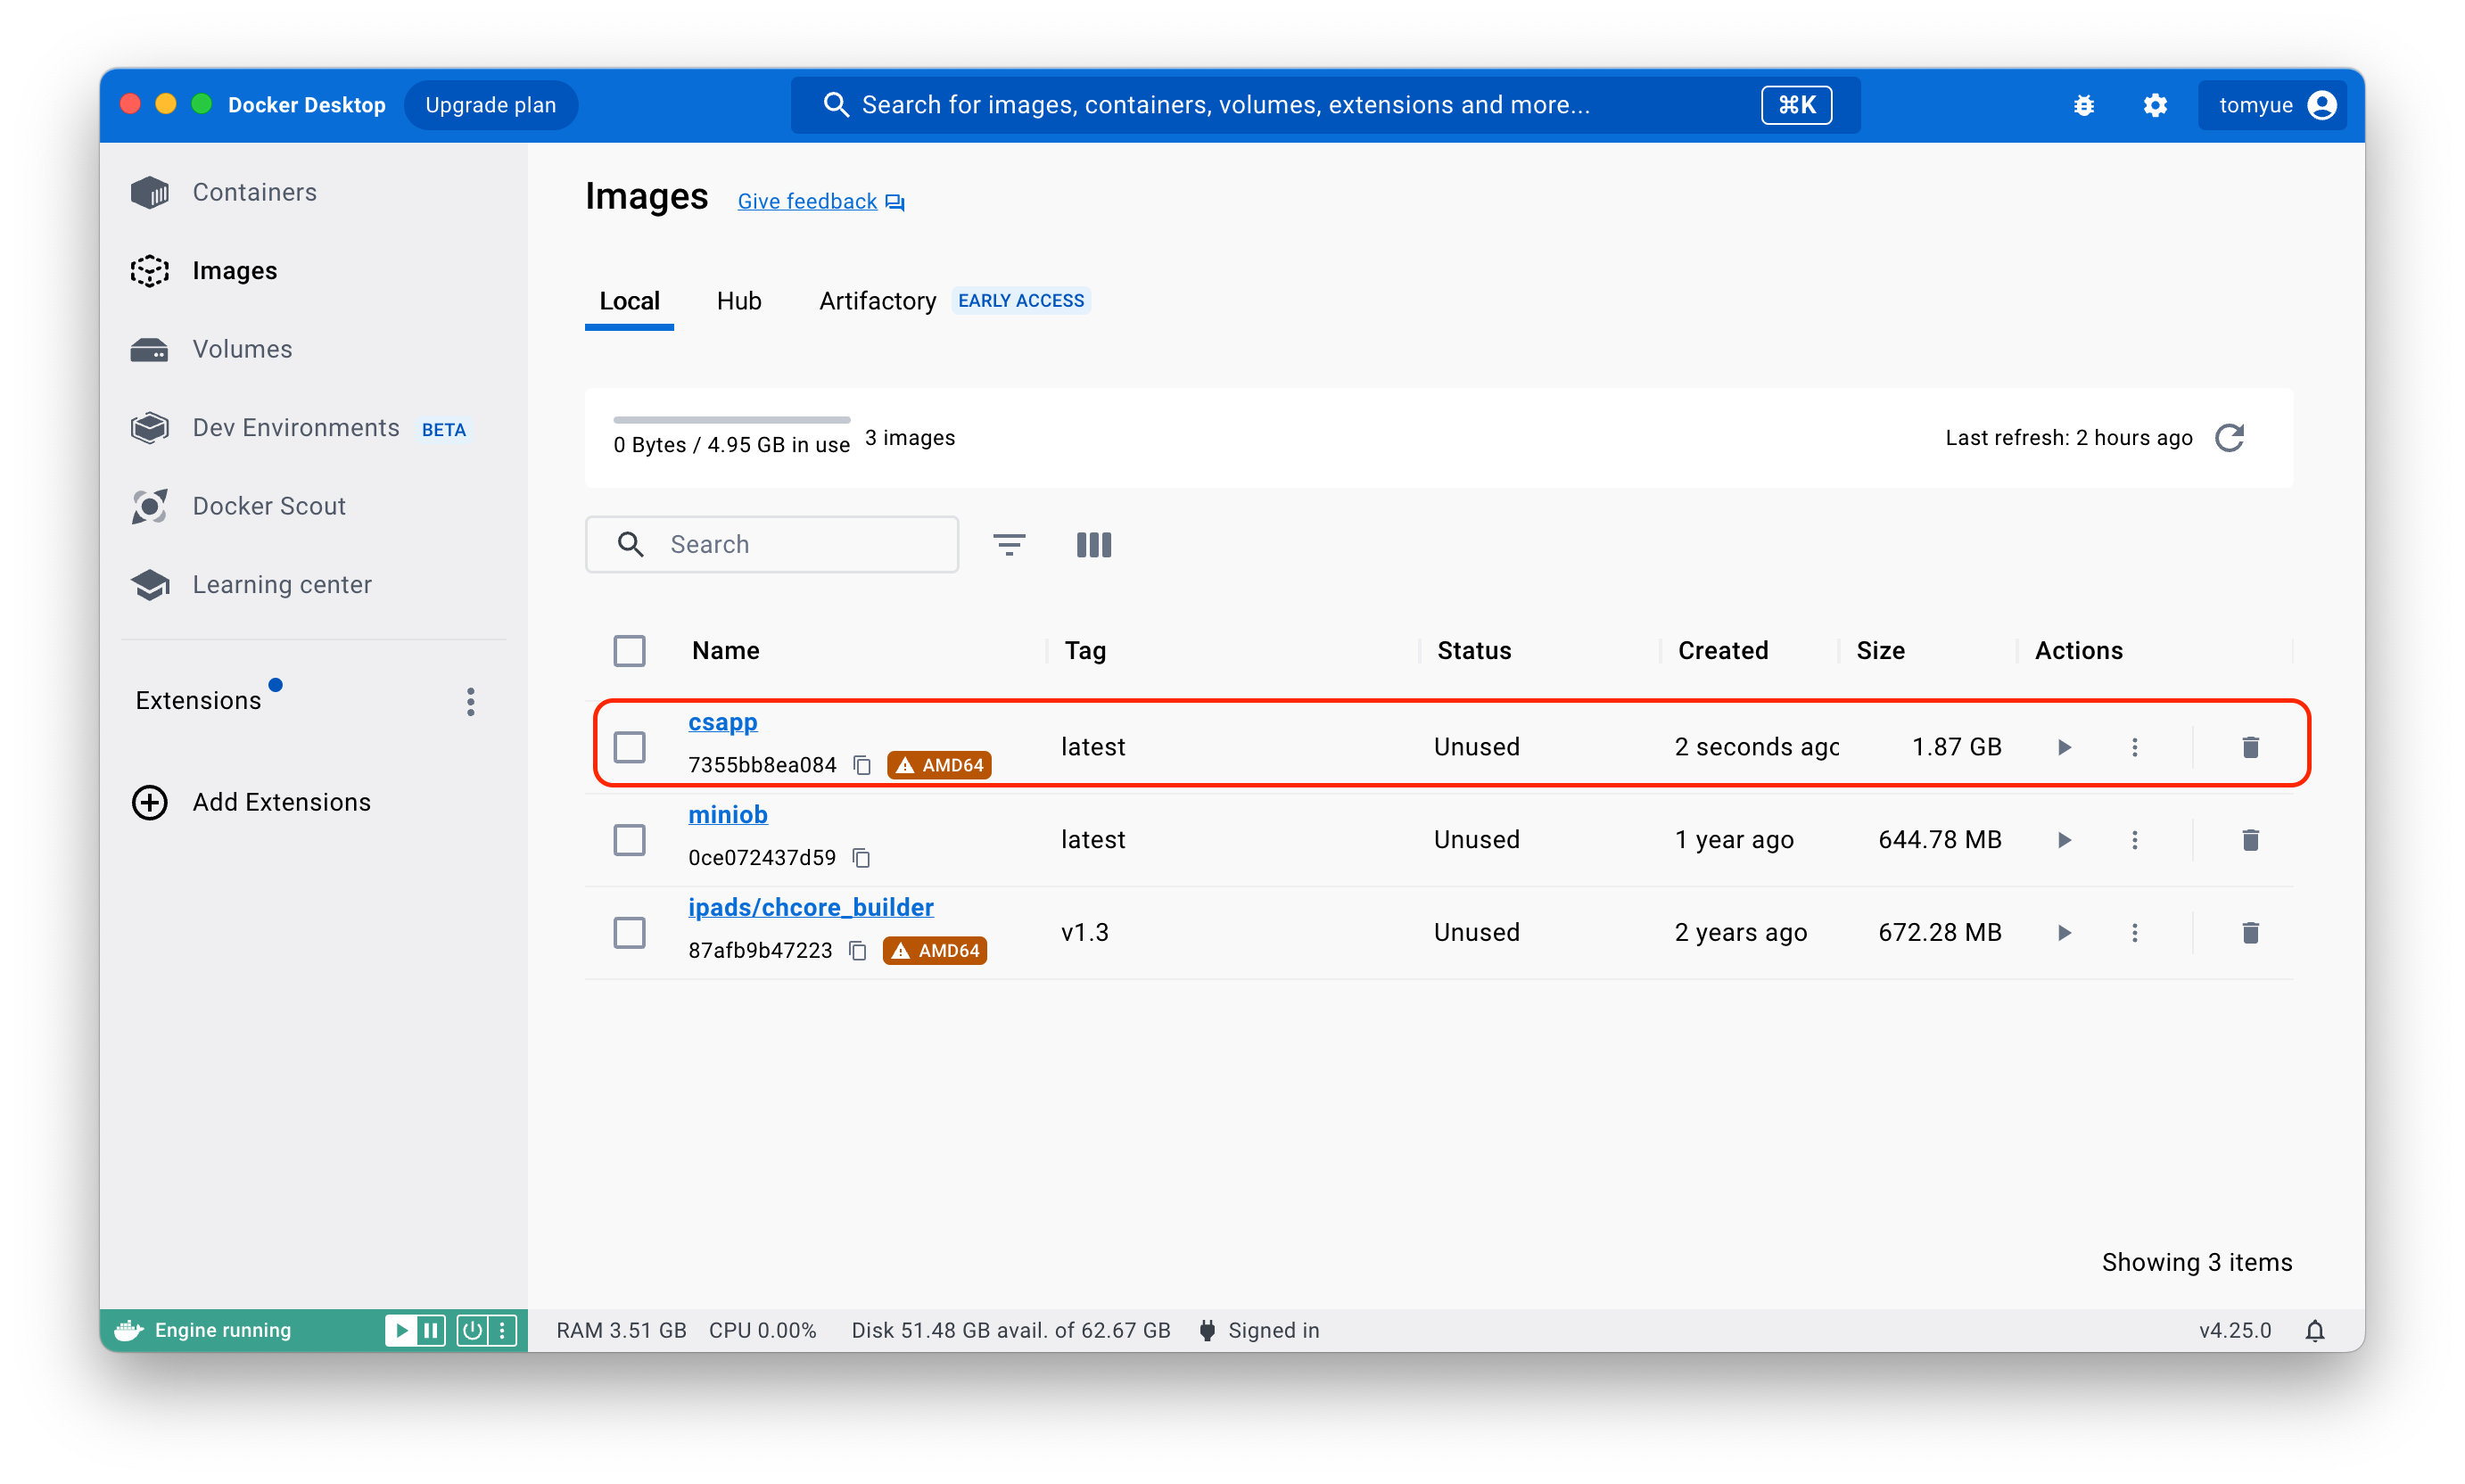 Docker Desktop Upgrade plan Search for images, containers, volumes, extensions and more... ⌘K tomyue
Containers
Images
Volumes
Dev Environments BETA
Docker Scout
Learning center
Extensions
Add Extensions
Images Give feedback
Local Hub Artifactory EARLY ACCESS
0 Bytes / 4.95 GB in use 3 images Last refresh: 2 hours ago
Search
Name Tag Status Created Size Actions
csapp
7355bb8ea084 AMD64 latest Unused 2 seconds ago 1.87 GB
miniob
0ce072437d59 latest Unused 1 year ago 644.78 MB
ipads/chcore_builder
87afb9b47223 AMD64 v1.3 Unused 2 years ago 672.28 MB
Showing 3 items
Engine running RAM 3.51 GB CPU 0.00% Disk 51.48 GB avail. of 62.67 GB Signed in v4.25.0